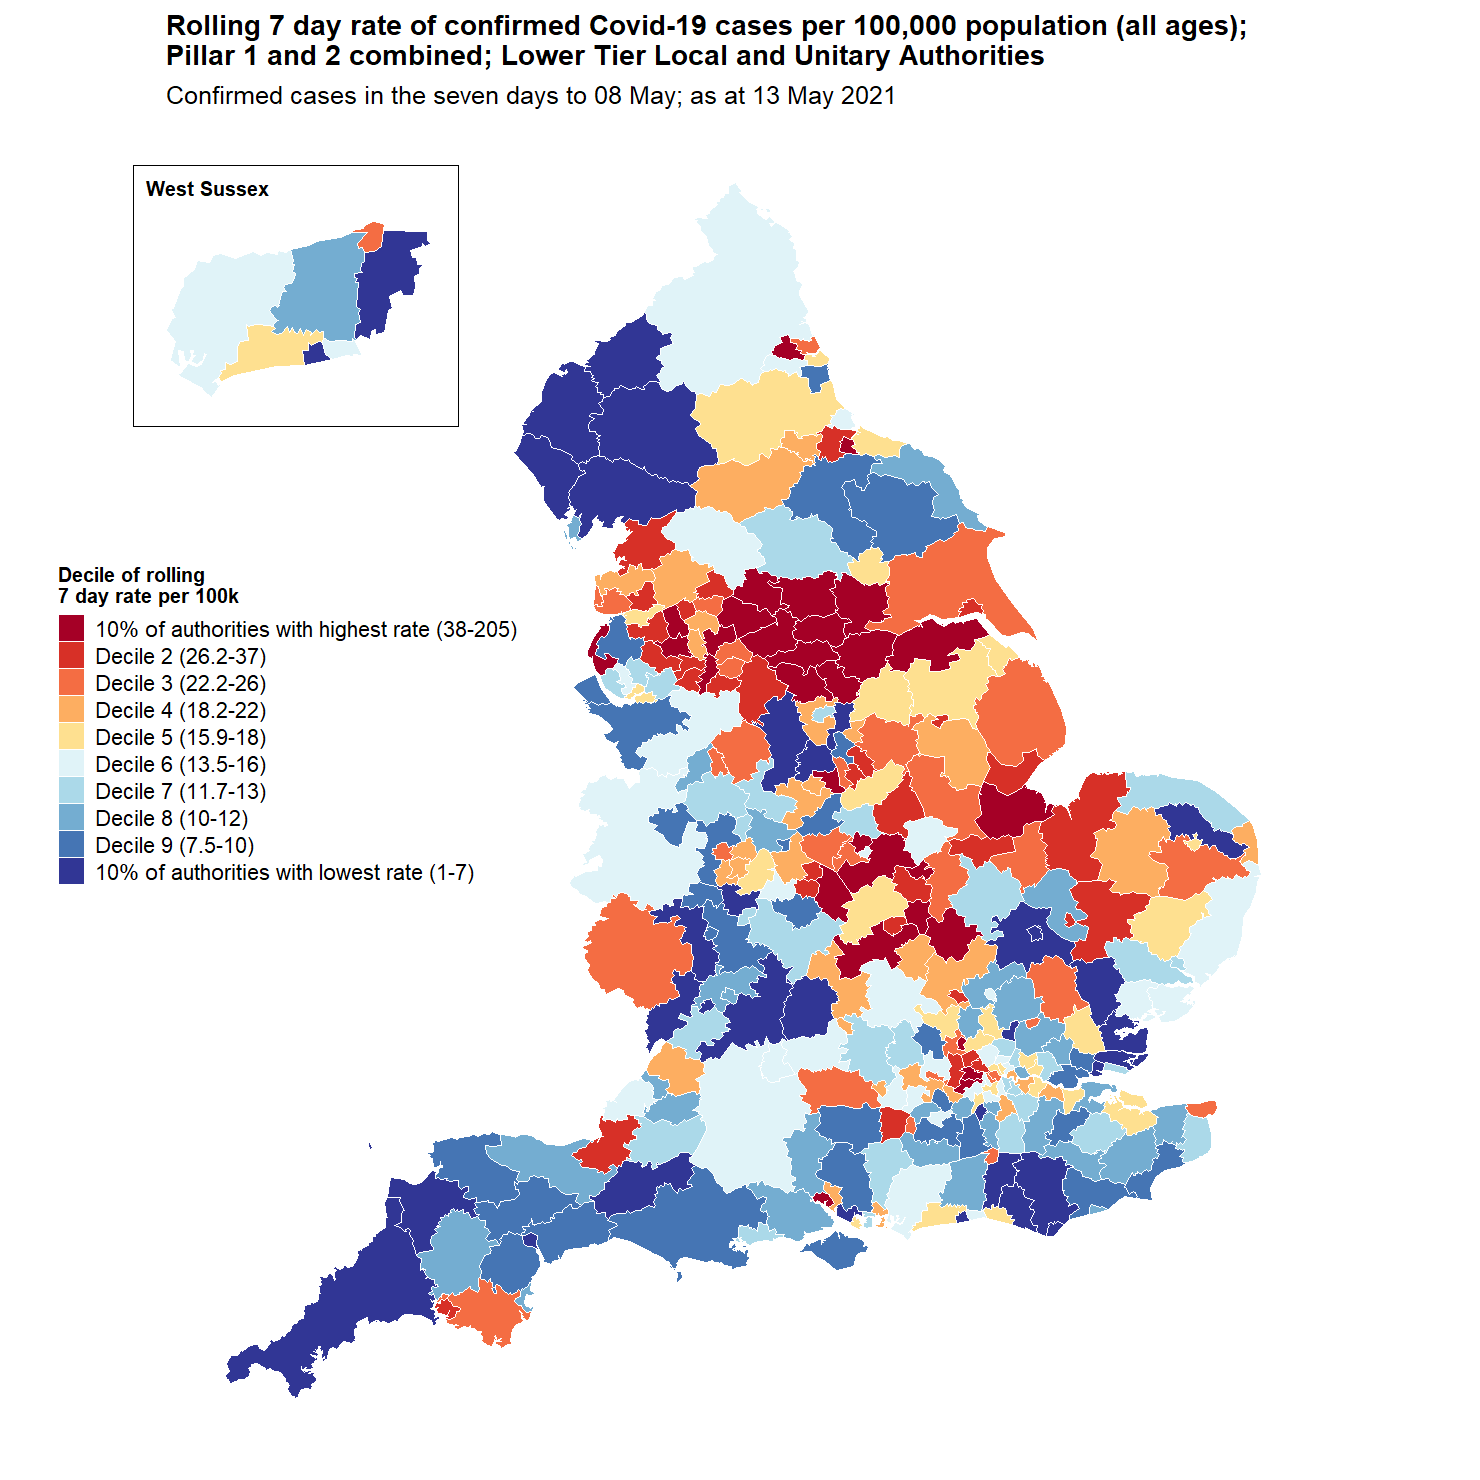 Rolling 7 day rate of confirmed Covid-19 cases per 100,000 population (all ages);
Pillar 1 and 2 combined; Lower Tier Local and Unitary Authorities
Confirmed cases in the seven days to 08 May; as at 13 May 2021
West Sussex
Decile of rolling
7 day rate per 100k
10% of authorities with highest rate (38-205)
Decile 2 (26.2-37)
Decile 3 (22.2-26)
Decile 4 (18.2-22)
Decile 5 (15.9-18)
Decile 6 (13.5-16)
Decile 7 (11.7-13)
Decile 8 (10-12)
Decile 9 (7.5-10)
10% of authorities with lowest rate (1-7)